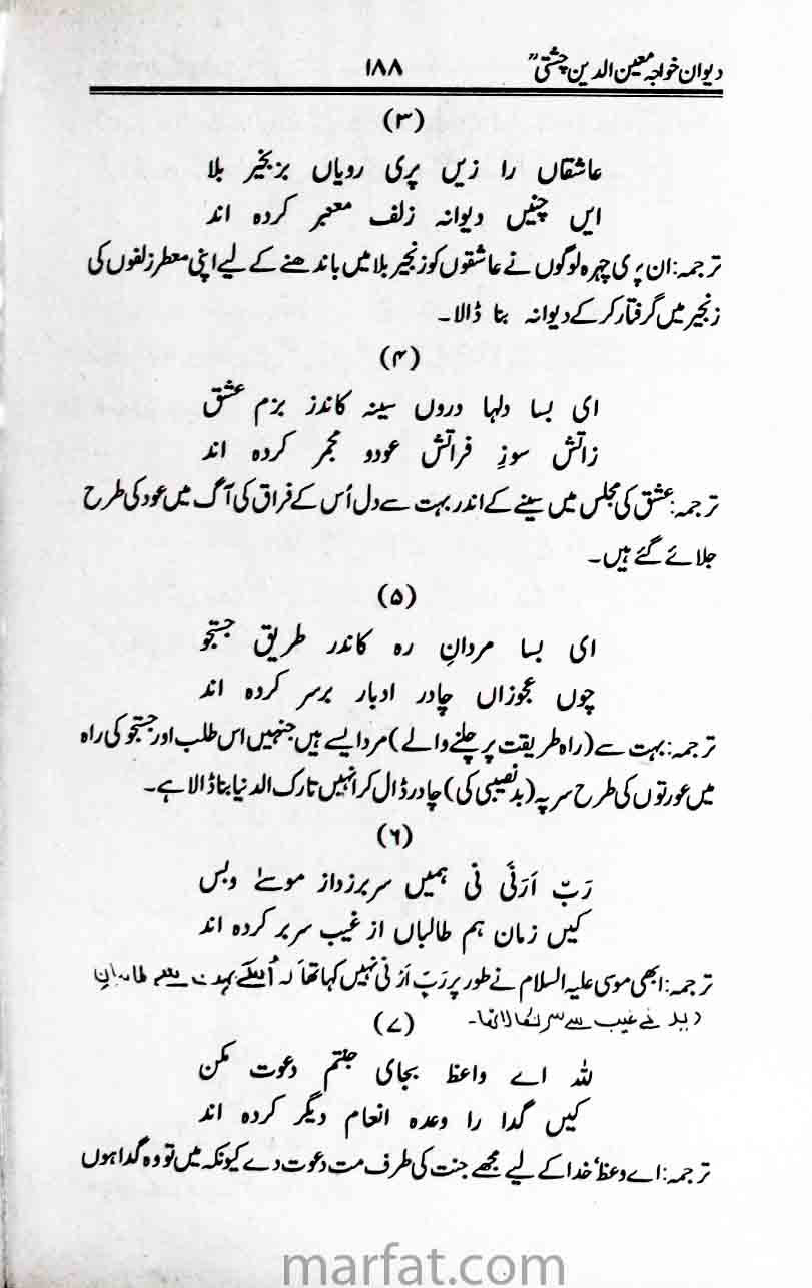 دیوان خواجہ معین الدین چشتیؒ ۱۸۸
(۳)
عاشقاں را زیں پری رویاں بزنجیر بلا
ایں چنیں دیوانہ زلف معنبر کردہ اند
ترجمہ: ان پری چہرہ لوگوں نے عاشقوں کو زنجیر بلا میں باندھنے کے لیے اپنی معطر زلفوں کی
زنجیر میں گرفتار کر کے دیوانہ بنا ڈالا۔
(۴)
ای بسا دلہا دروں سینہ کاندز بزم عشق
زاتش سوزِ فراتش عودو مجمر کردہ اند
ترجمہ: عشق کی مجلس میں سینے کے اندر بہت سے دل اُس کے فراق کی آگ میں عود کی طرح
جلائے گئے ہیں۔
(۵)
ای بسا مردانِ رہ کاندر طریق جستجو
چوں عجوزاں چادر ادبار برسر کردہ اند
ترجمہ: بہت سے (راہ طریقت پر چلنے والے) مرد ایسے ہیں جنہیں اس طلب اور جستجو کی راہ
میں عورتوں کی طرح سر پہ (بدنصیبی کی) چادر ڈال کر انہیں تارک الدنیا بنا ڈالا ہے۔
(۶)
رَبّ اَرَنیٖ نی ہمیں سربرزداز موسےٰ وبس
کیں زمان ہم طالباں از غیب سربر کردہ اند
ترجمہ: ابھی موسی علیہ السلام نے طور پر رَبّ اَرَنی نہیں کہا تھا کہ اُسکے بہت سے طالبانِ
دید نے غیب سے سر نکالا تھا۔
(۷)
للہ اے واعظ بجای جنتم دعوت مکن
کیں گدا را وعدہ انعام دیگر کردہ اند
ترجمہ: اے وعظ' خدا کے لیے مجھے جنت کی طرف مت دعوت دے کیونکہ میں تو وہ گدا ہوں
marfat.com